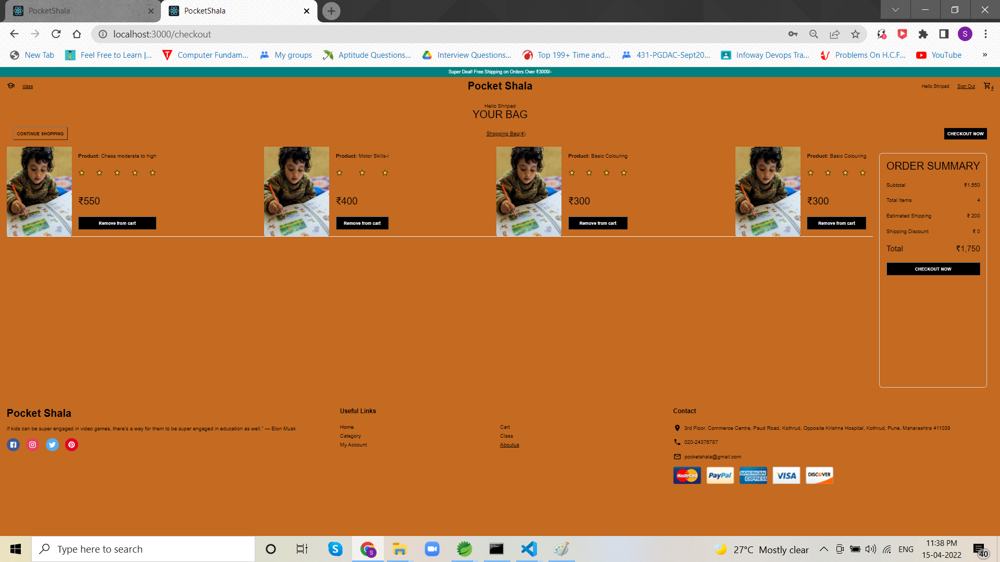 PocketShala
PocketShala
localhost:3000/checkout
S
New Tab
Feel Free to Learn |...
Computer Fundam...
My groups
Aptitude Questions...
Interview Questions...
Top 199+ Time and...
431-PGDAC-Sept20...
Infoway Devops Tra...
Problems On H.C.F...
YouTube
»
Super Deal! Free Shipping on Orders Over ₹3000/-
class
Pocket Shala
Hello Shripad
Sign Out
4
Hello Shripad
YOUR BAG
CONTINUE SHOPPING
Shopping Bag(4)
CHECKOUT NOW
Product: Chess moderate to high
₹550
Remove from cart
Product: Motor Skills-I
₹400
Remove from cart
Product: Basic Colouring
₹300
Remove from cart
Product: Basic Colouring
₹300
Remove from cart
ORDER SUMMARY
Subtotal ₹1,550
Total Items 4
Estimated Shipping ₹ 200
Shipping Discount ₹ 0
Total ₹1,750
CHECKOUT NOW
Pocket Shala
If kids can be super engaged in video games, there's a way for them to be super engaged in education as well." — Elon Musk
Useful Links
Home
Cart
Category
Class
My Account
Aboutus
Contact
3rd Floor, Commerce Centre, Paud Road, Kothrud, Opposite Krishna Hospital, Kothrud, Pune, Maharashtra 411038
020-24376787
pocketshala@gmail.com
MasterCard
PayPal
AMERICAN EXPRESS
VISA
DISCOVER
Type here to search
27°C Mostly clear
ENG
11:38 PM
15-04-2022
40